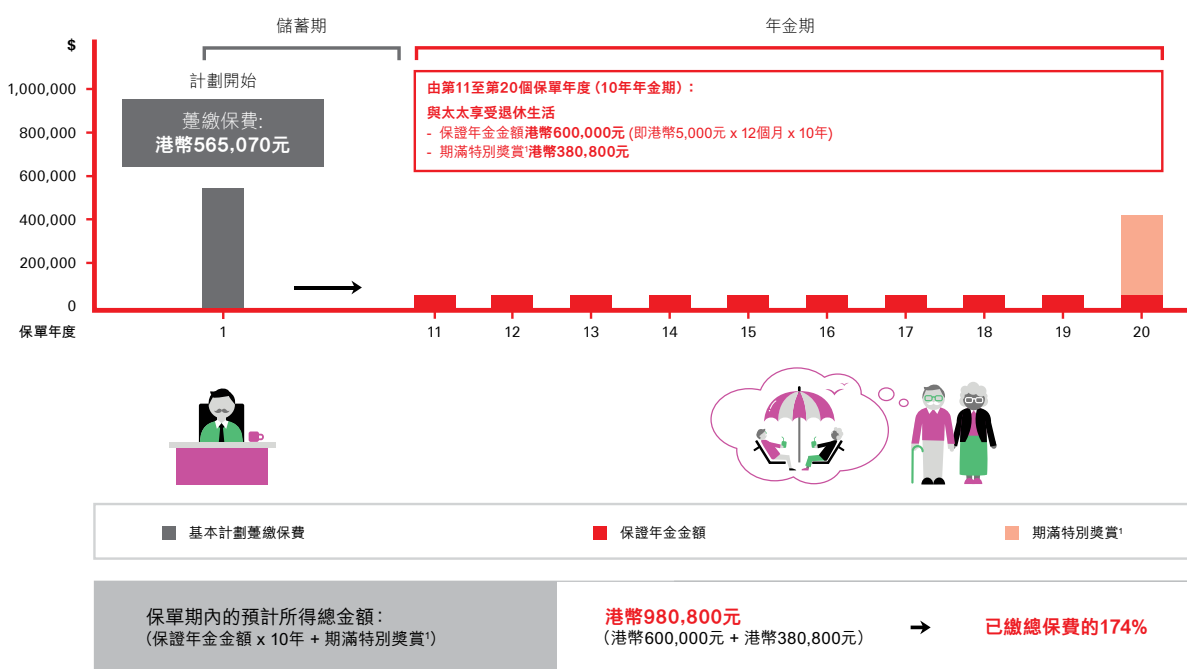 儲蓄期
年金期
$
計劃開始
躉繳保費:
港幣565,070元
由第11至第20個保單年度 (10年年金期)：
與太太享受退休生活
- 保證年金金額港幣600,000元 (即港幣5,000元 x 12個月 x 10年)
- 期滿特別獎賞¹港幣380,800元
1,000,000
800,000
600,000
400,000
200,000
0
保單年度
1
11
12
13
14
15
16
17
18
19
20
基本計劃躉繳保費
保證年金金額
期滿特別獎賞¹
保單期內的預計所得總金額：
(保證年金金額 x 10年 + 期滿特別獎賞¹)
港幣980,800元
(港幣600,000元 + 港幣380,800元)
已繳總保費的174%